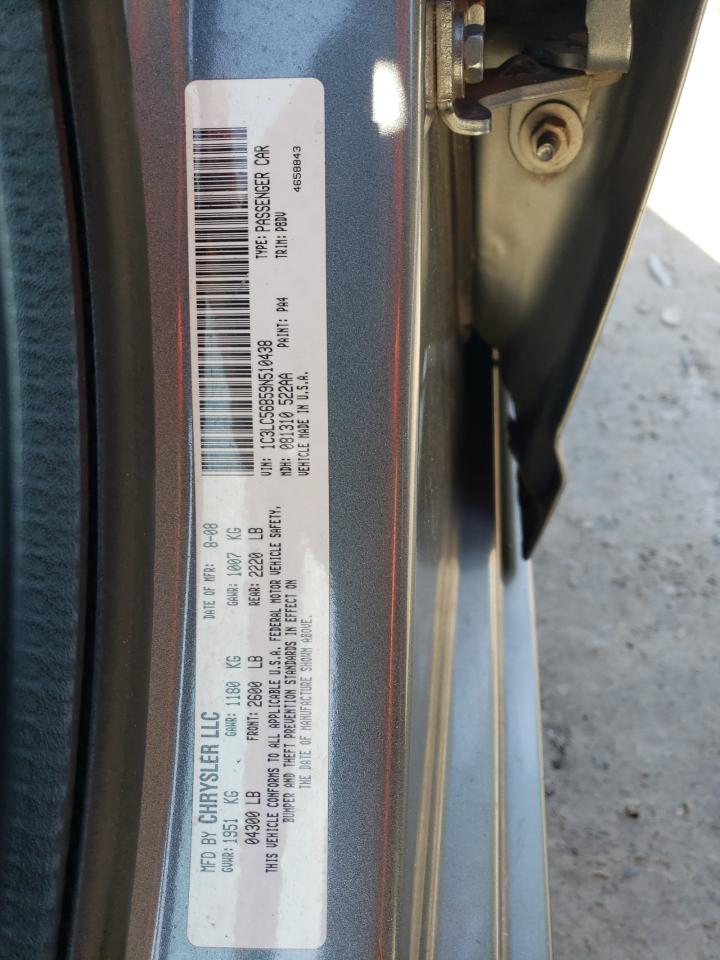 MFD BY CHRYSLER LLC
DATE OF MFR: 8-08
GVWR: 1951 KG
GAWR: 1180 KG
GAWR: 1007 KG
04300 LB
FRONT: 2600 LB
REAR: 2220 LB
THIS VEHICLE CONFORMS TO ALL APPLICABLE U.S.A. FEDERAL MOTOR VEHICLE SAFETY,
BUMPER AND THEFT PREVENTION STANDARDS IN EFFECT ON
THE DATE OF MANUFACTURE SHOWN ABOVE.
VIN: 1C3LC56B59N510438
TYPE: PASSENGER CAR
MDH: 081310 522AA
PAINT: PA4
TRIM: P8DV
VEHICLE MADE IN U.S.A.
4658843